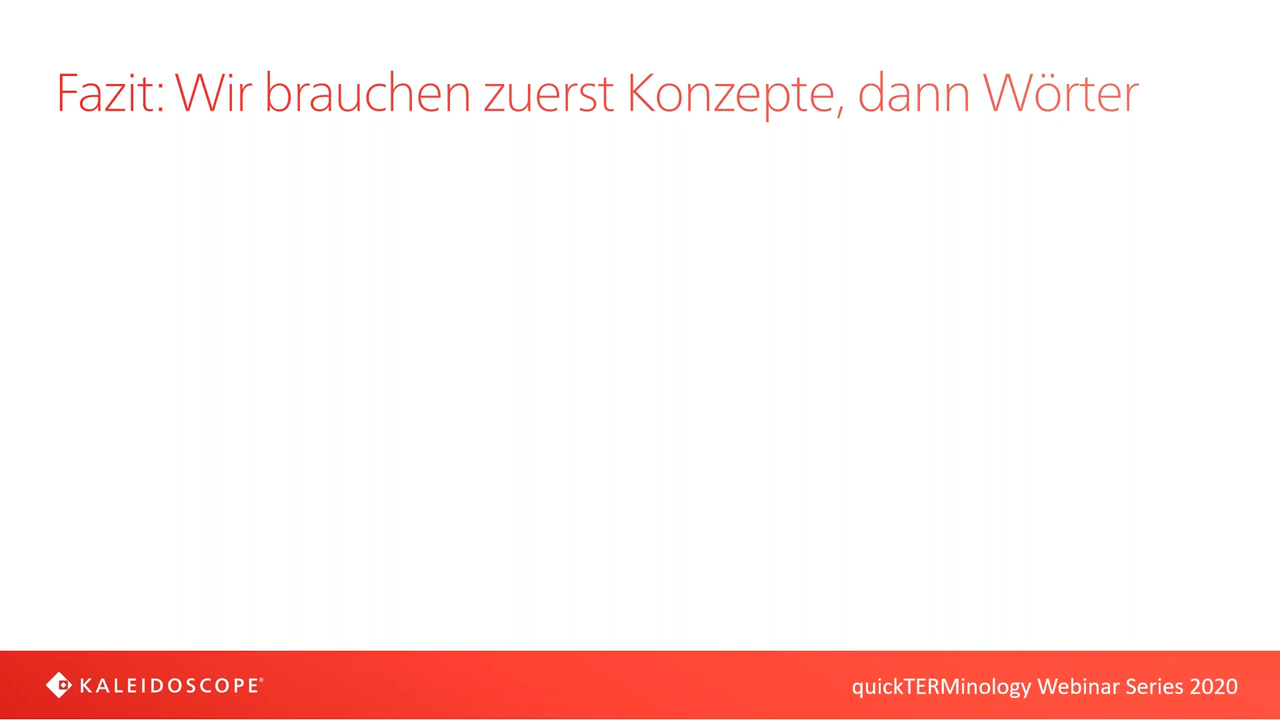 Fazit: Wir brauchen zuerst Konzepte, dann Wörter
KALEIDOSCOPE®
quickTERMinology Webinar Series 2020